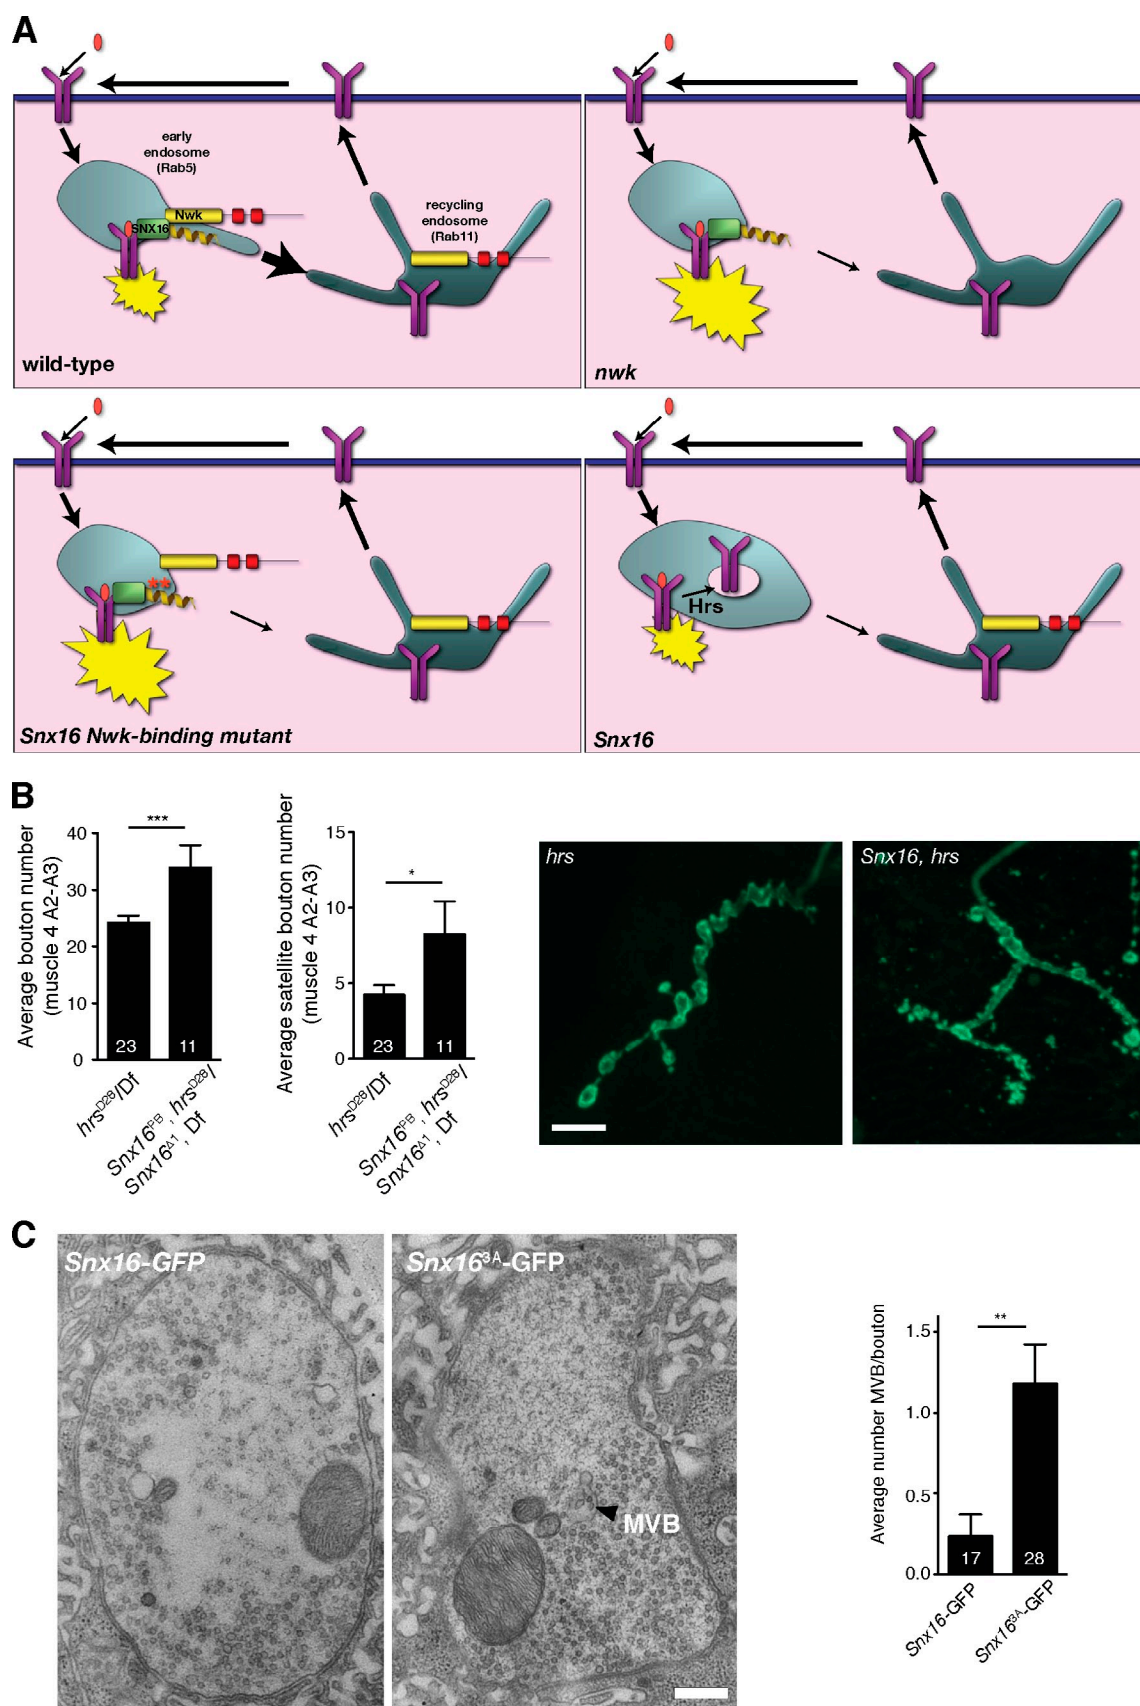 A
early
endosome
(Rab5)
Nwk
SNX16
recycling
endosome
(Rab11)
wild-type
nwk
**
Snx16 Nwk-binding mutant
Hrs
Snx16
B
Average bouton number
(muscle 4 A2-A3)
40
30
20
10
0
***
23
11
hrsD28/Df
Snx16PB, hrsD28/
Snx16Δ1, Df
Average satellite bouton number
(muscle 4 A2-A3)
15
10
5
0
*
23
11
hrsD28/Df
Snx16PB, hrsD28/
Snx16Δ1, Df
hrs
Snx16, hrs
C
Snx16-GFP
Snx163A-GFP
MVB
Average number MVB/bouton
1.5
1.0
0.5
0.0
**
17
28
Snx16-GFP
Snx163A-GFP